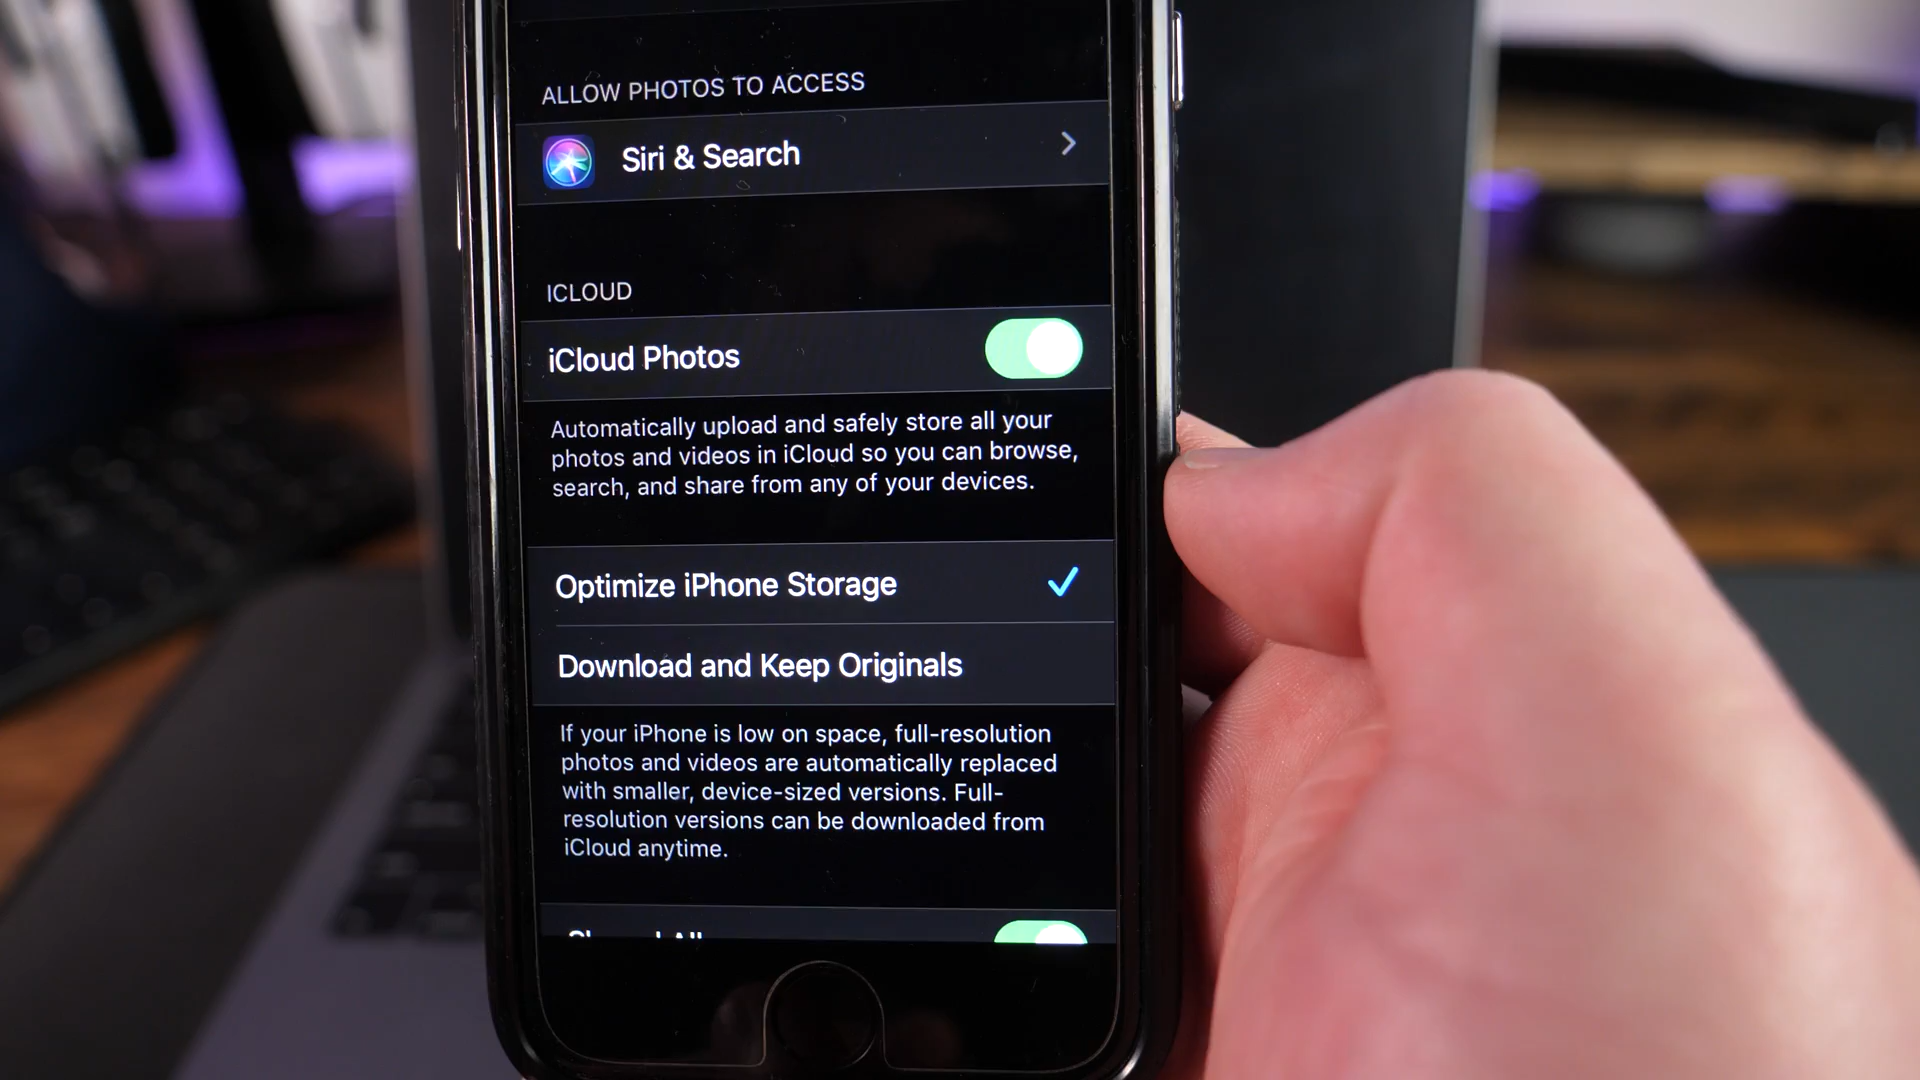 ALLOW PHOTOS TO ACCESS
Siri & Search
ICLOUD
iCloud Photos
Automatically upload and safely store all your
photos and videos in iCloud so you can browse,
search, and share from any of your devices.
Optimize iPhone Storage
Download and Keep Originals
If your iPhone is low on space, full-resolution
photos and videos are automatically replaced
with smaller, device-sized versions. Full-
resolution versions can be downloaded from
iCloud anytime.